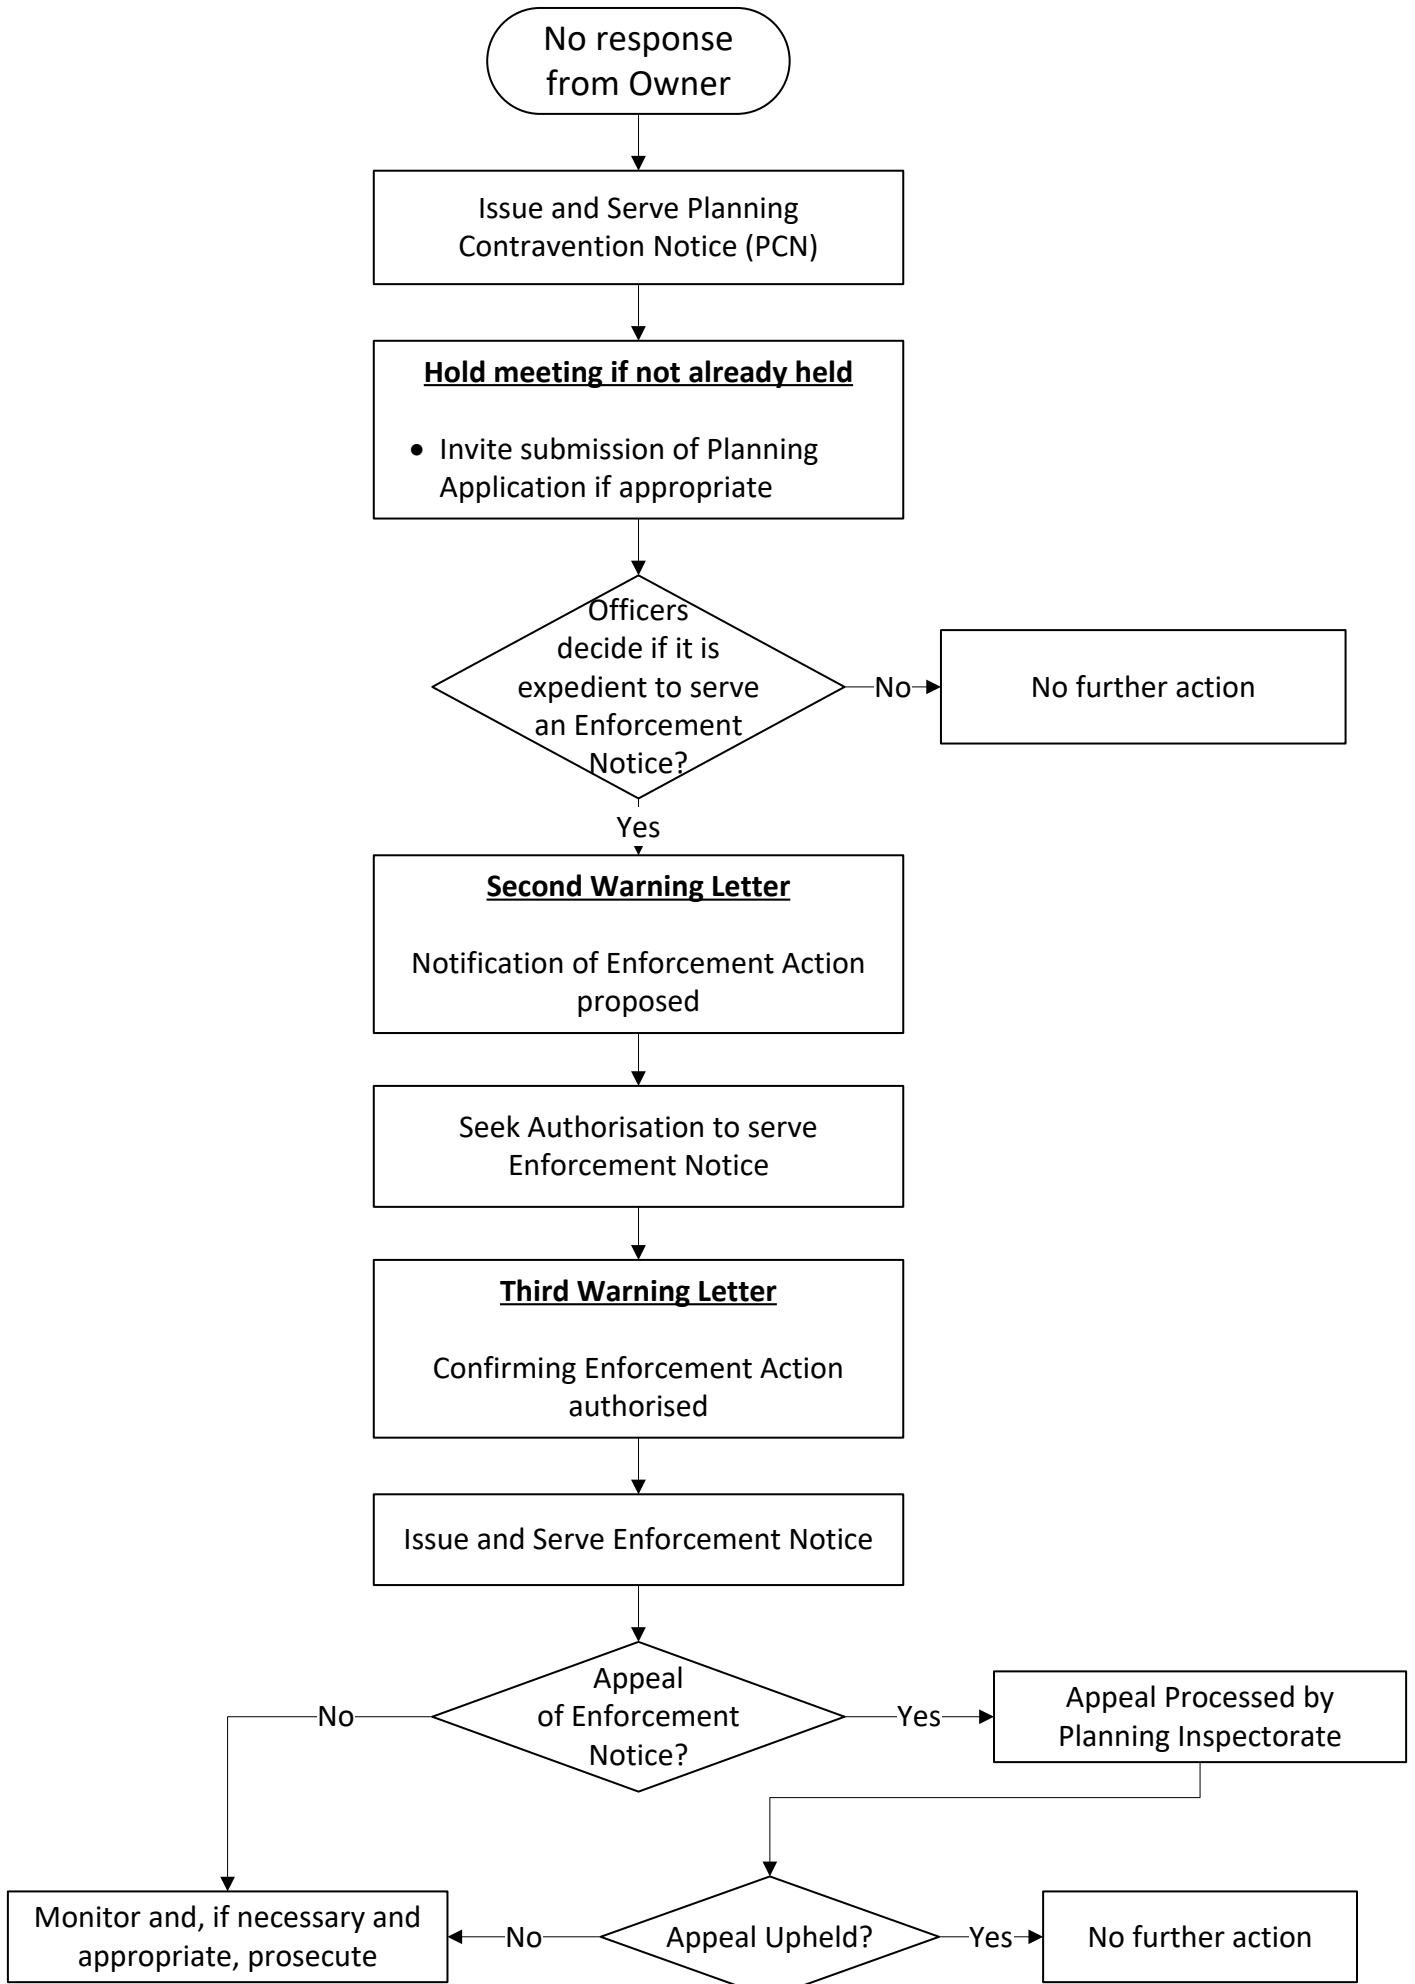 No response
from Owner
Issue and Serve Planning
Contravention Notice (PCN)
Hold meeting if not already held
• Invite submission of Planning
Application if appropriate
Officers
decide if it is
expedient to serve
an Enforcement
Notice?
No
No further action
Yes
Second Warning Letter
Notification of Enforcement Action
proposed
Seek Authorisation to serve
Enforcement Notice
Third Warning Letter
Confirming Enforcement Action
authorised
Issue and Serve Enforcement Notice
Appeal
of Enforcement
Notice?
No
Yes
Appeal Processed by
Planning Inspectorate
Monitor and, if necessary and
appropriate, prosecute
No
Appeal Upheld?
Yes
No further action